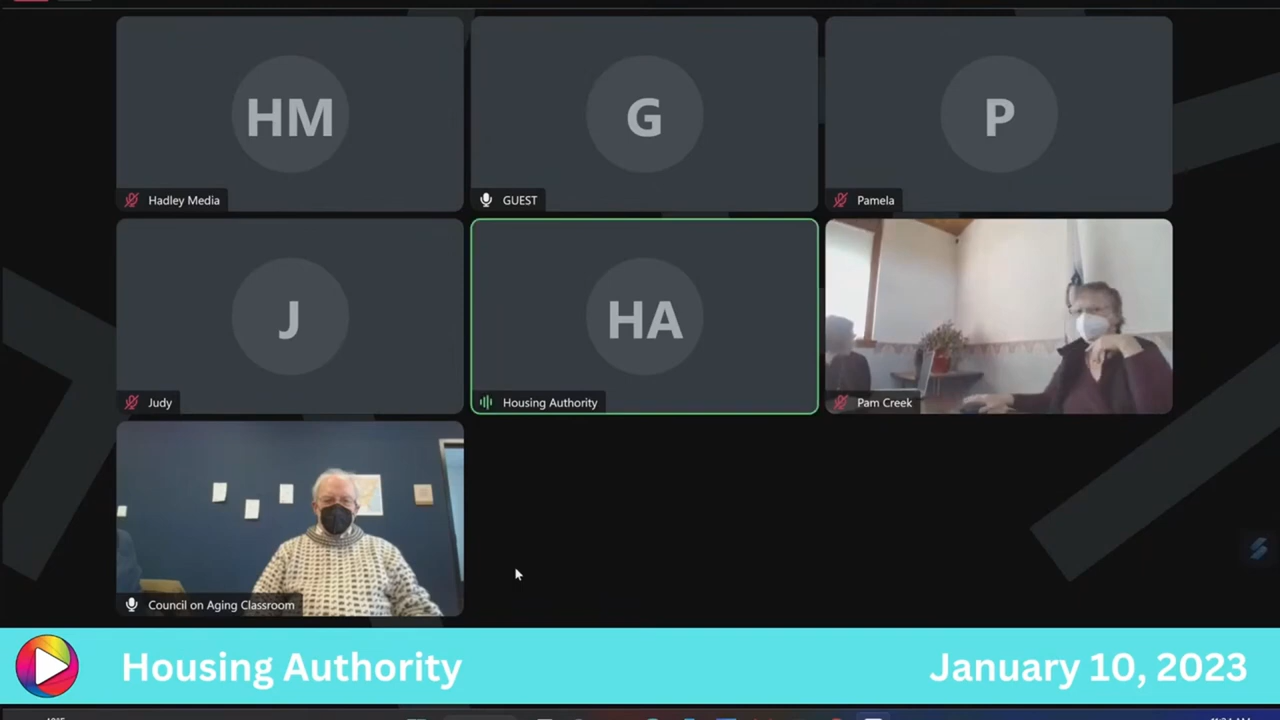 HM
G
P
Hadley Media
GUEST
Pamela
J
HA
Judy
Housing Authority
Pam Creek
Council on Aging Classroom
Housing Authority
January 10, 2023